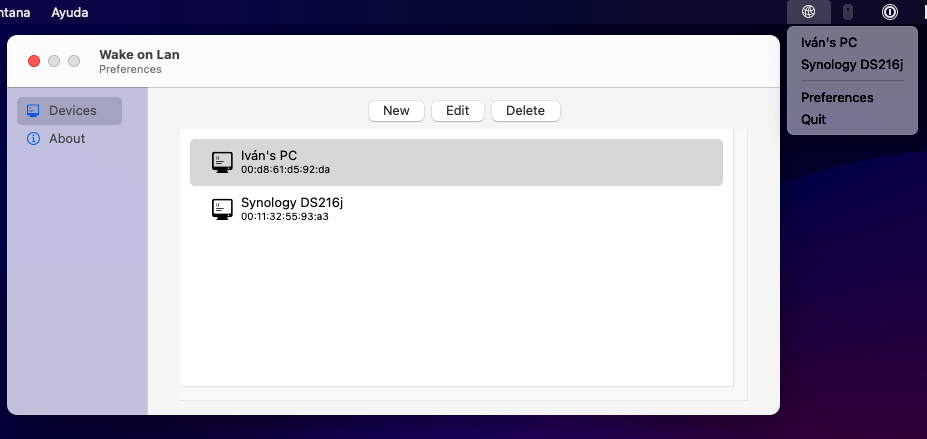 ntana Ayuda
Wake on Lan
Preferences
Devices
About
New Edit Delete
Iván's PC
00:d8:61:d5:92:da
Synology DS216j
00:11:32:55:93:a3
Iván's PC
Synology DS216j
Preferences
Quit